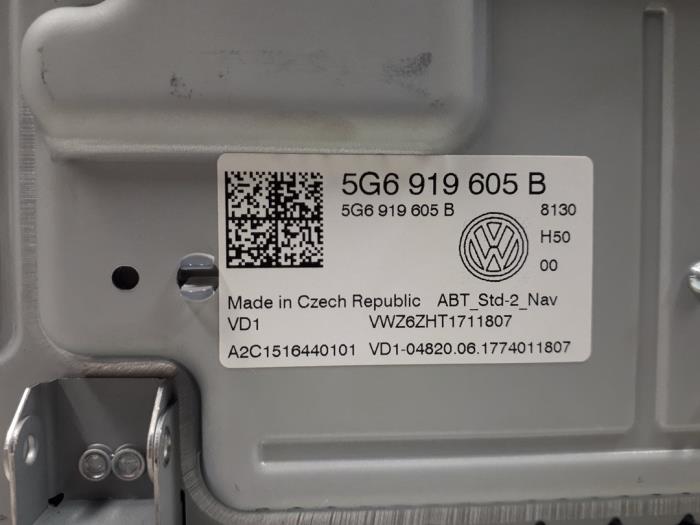 5G6 919 605 B
5G6 919 605 B 8130
H50
00
Made in Czech Republic ABT_Std-2_Nav
VD1 VWZ6ZHT1711807
A2C1516440101 VD1-04820.06.1774011807